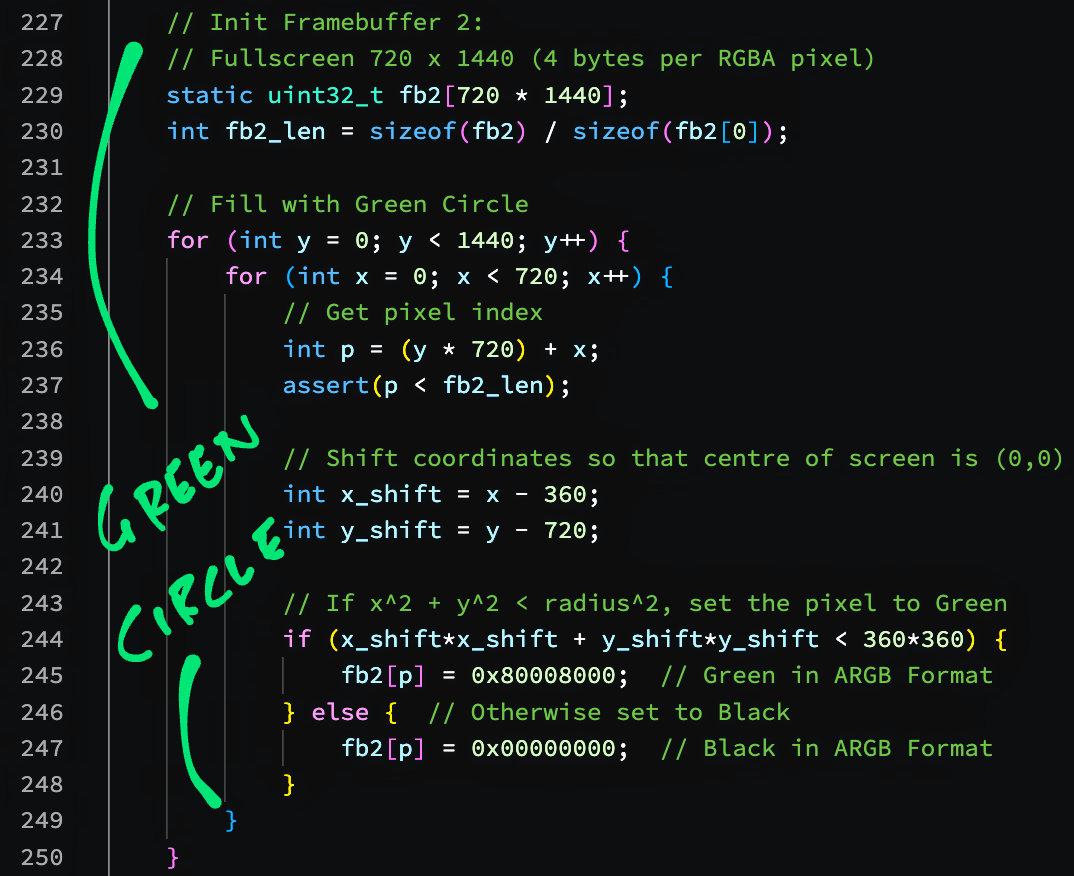 227 // Init Framebuffer 2:
228 // Fullscreen 720 x 1440 (4 bytes per RGBA pixel)
229 static uint32_t fb2[720 * 1440];
230 int fb2_len = sizeof(fb2) / sizeof(fb2[0]);
231
232 // Fill with Green Circle
233 for (int y = 0; y < 1440; y++) {
234 for (int x = 0; x < 720; x++) {
235 // Get pixel index
236 int p = (y * 720) + x;
237 assert(p < fb2_len);
238
239 // Shift coordinates so that centre of screen is (0,0)
240 int x_shift = x - 360;
241 int y_shift = y - 720;
242
243 // If x^2 + y^2 < radius^2, set the pixel to Green
244 if (x_shift*x_shift + y_shift*y_shift < 360*360) {
245 fb2[p] = 0x80008000; // Green in ARGB Format
246 } else { // Otherwise set to Black
247 fb2[p] = 0x00000000; // Black in ARGB Format
248 }
249 }
250 }
GREEN
CIRCLE